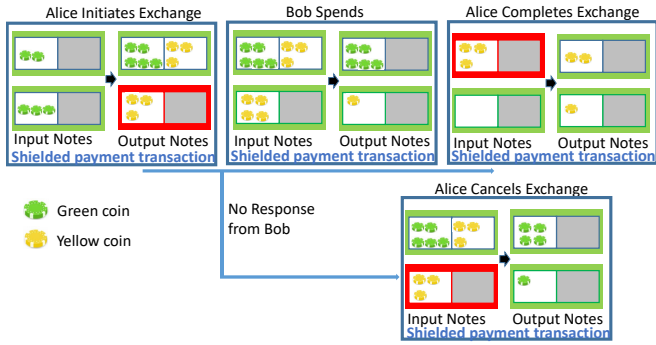 Alice Initiates Exchange
Bob Spends
Alice Completes Exchange
Input Notes
Output Notes
Shielded payment transaction
Input Notes
Output Notes
Shielded payment transaction
Input Notes
Output Notes
Shielded payment transaction
Alice Cancels Exchange
Green coin
Yellow coin
No Response
from Bob
Input Notes
Output Notes
Shielded payment transaction